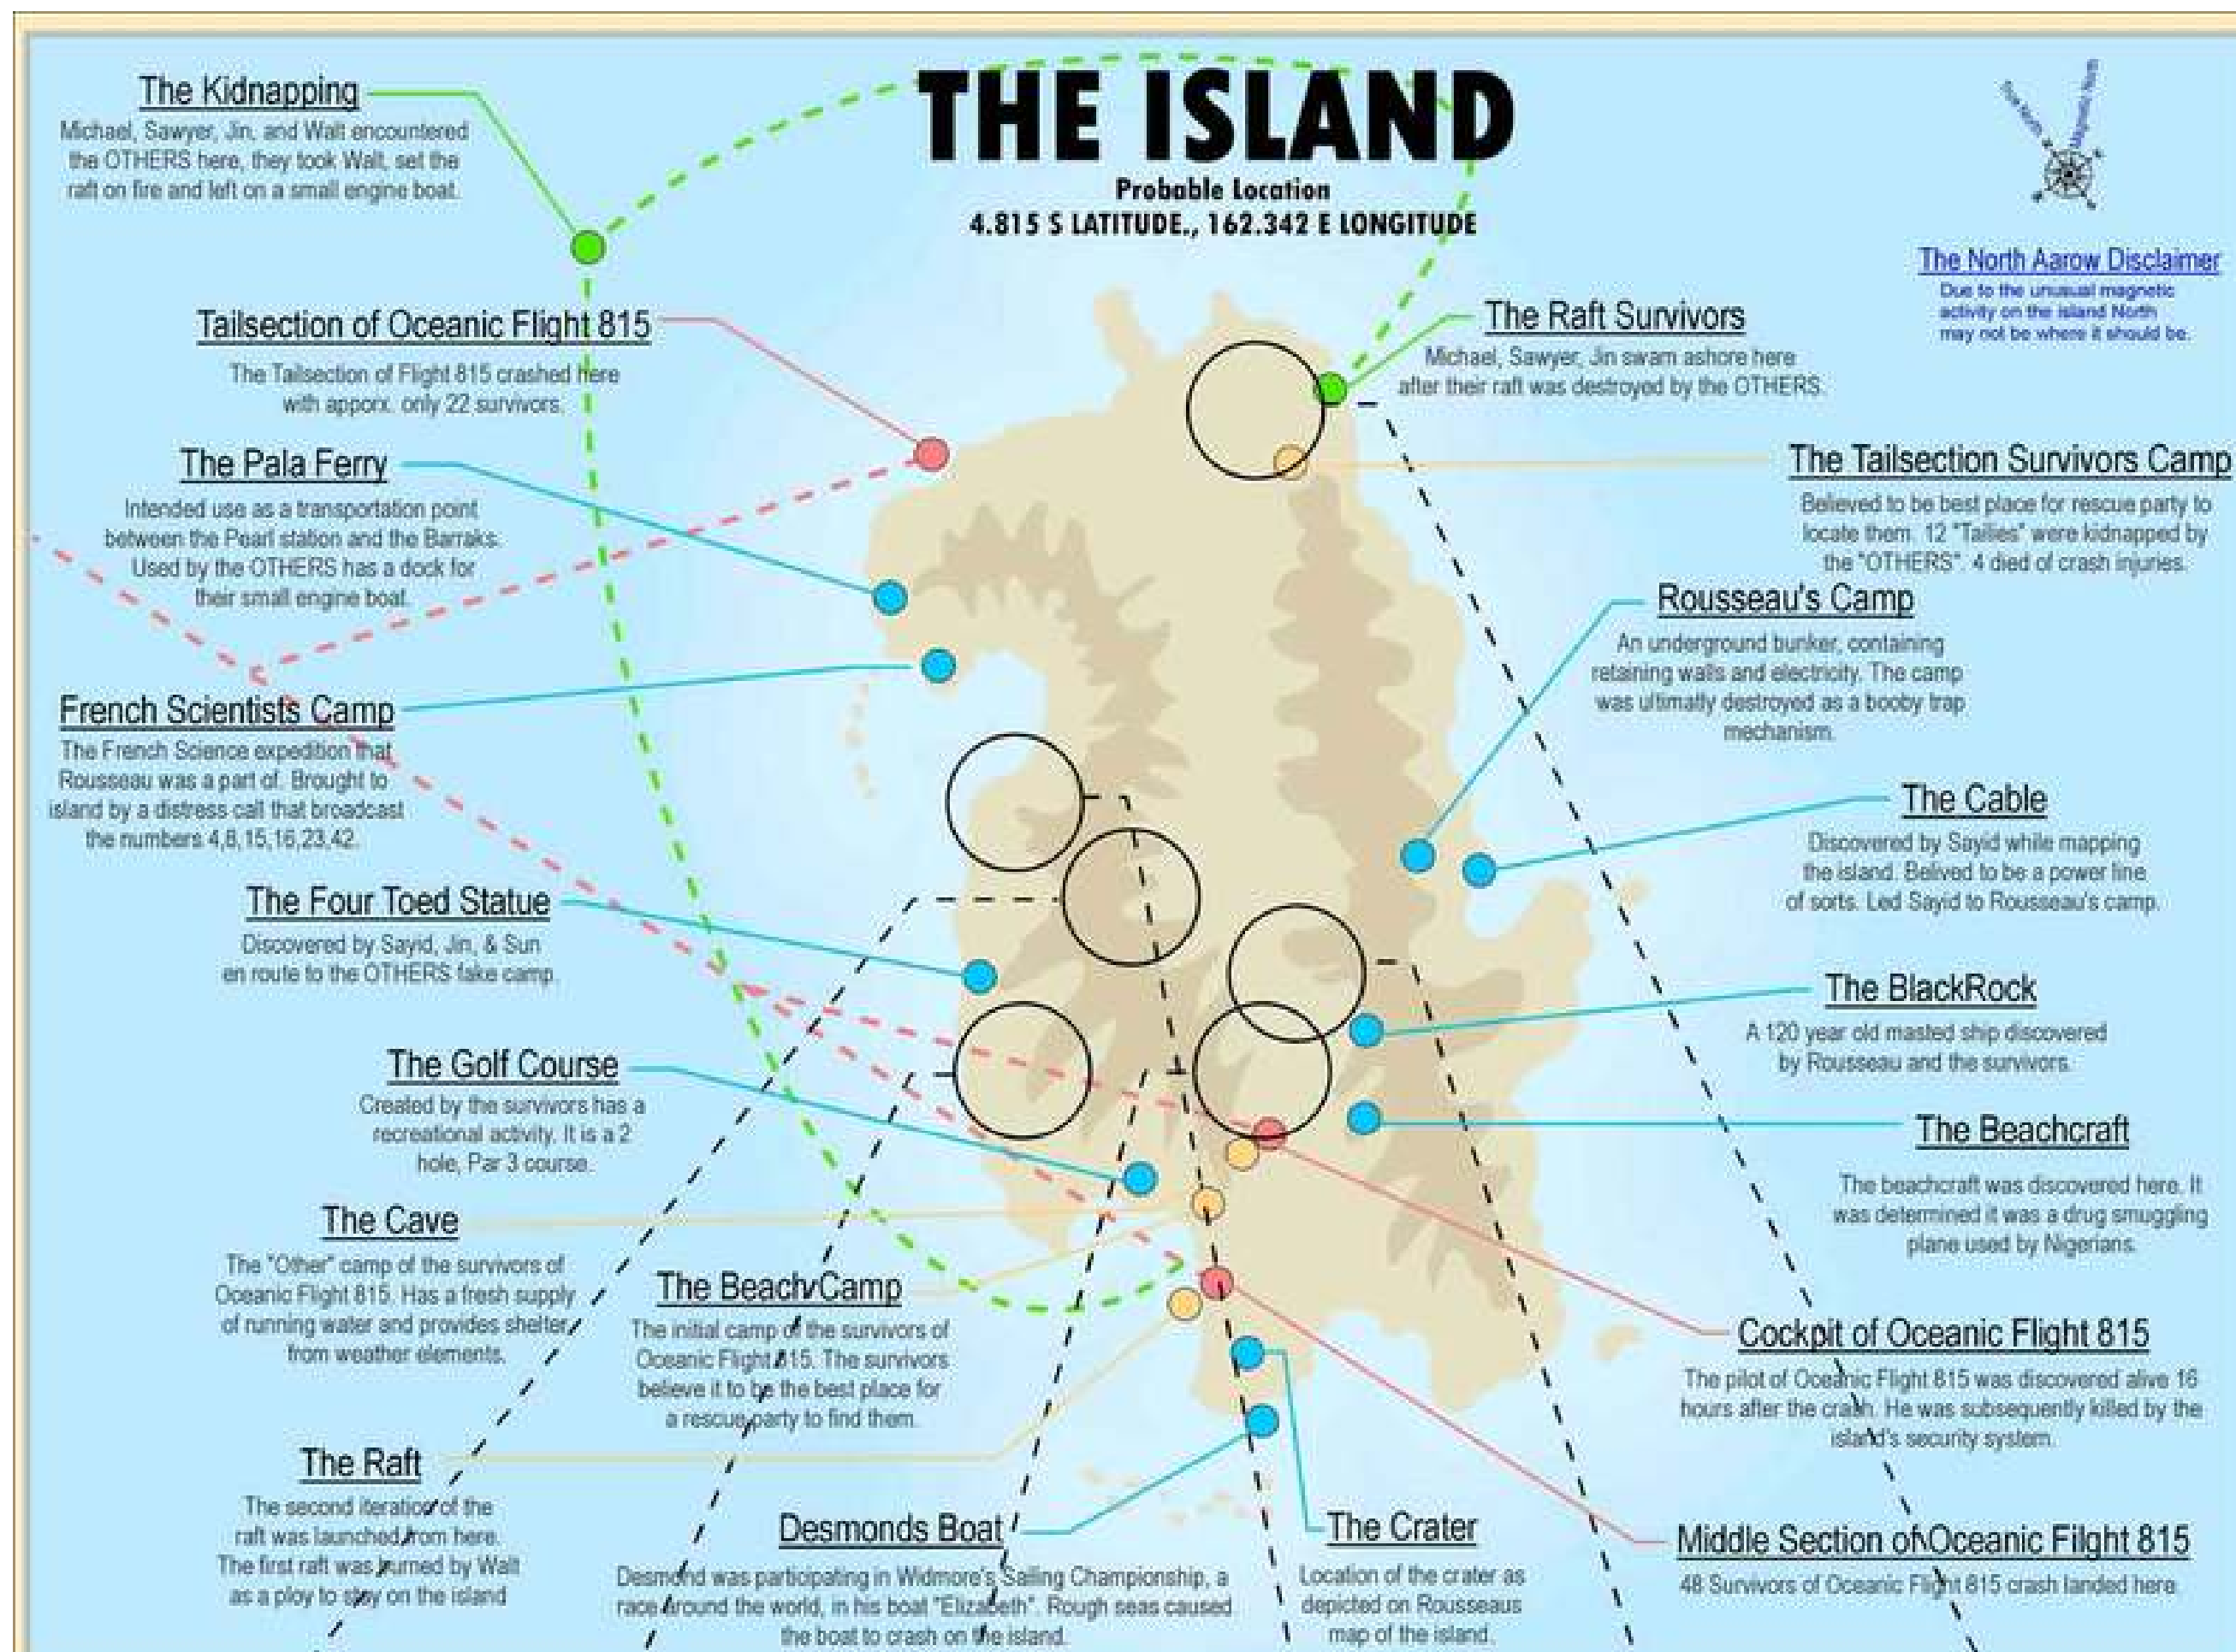 THE ISLAND
Probable Location
4.815 S LATITUDE., 162.342 E LONGITUDE
True North
Magnetic North
The North Aarow Disclaimer
Due to the unusual magnetic
activity on the island North
may not be where it should be.
The Kidnapping
Michael, Sawyer, Jin, and Walt encountered
the OTHERS here, they took Walt, set the
raft on fire and left on a small engine boat.
Tailsection of Oceanic Flight 815
The Tailsection of Flight 815 crashed here
with apporx. only 22 survivors.
The Pala Ferry
Intended use as a transportation point
between the Pearl station and the Barraks.
Used by the OTHERS has a dock for
their small engine boat.
French Scientists Camp
The French Science expedition that
Rousseau was a part of. Brought to
island by a distress call that broadcast
the numbers 4,8,15,16,23,42.
The Four Toed Statue
Discovered by Sayid, Jin, & Sun
en route to the OTHERS fake camp.
The Golf Course
Created by the survivors has a
recreational activity. It is a 2
hole, Par 3 course.
The Cave
The "Other" camp of the survivors of
Oceanic Flight 815. Has a fresh supply
of running water and provides shelter
from weather elements.
The Beach Camp
The initial camp of the survivors of
Oceanic Flight 815. The survivors
believe it to be the best place for
a rescue party to find them.
The Raft
The second iteration of the
raft was launched from here.
The first raft was burned by Walt
as a ploy to stay on the island
Desmonds Boat
Desmond was participating in Widmore's Sailing Championship, a
race around the world, in his boat "Elizabeth". Rough seas caused
the boat to crash on the island.
The Crater
Location of the crater as
depicted on Rousseaus
map of the island.
The Raft Survivors
Michael, Sawyer, Jin swam ashore here
after their raft was destroyed by the OTHERS.
The Tailsection Survivors Camp
Believed to be best place for rescue party to
locate them. 12 "Tailies" were kidnapped by
the "OTHERS". 4 died of crash injuries.
Rousseau's Camp
An underground bunker, containing
retaining walls and electricity. The camp
was ultimatly destroyed as a booby trap
mechanism.
The Cable
Discovered by Sayid while mapping
the island. Belived to be a power line
of sorts. Led Sayid to Rousseau's camp.
The BlackRock
A 120 year old masted ship discovered
by Rousseau and the survivors.
The Beachcraft
The beachcraft was discovered here. It
was determined it was a drug smuggling
plane used by Nigerians.
Cockpit of Oceanic Flight 815
The pilot of Oceanic Flight 815 was discovered alive 16
hours after the crash. He was subsequently killed by the
island's security system.
Middle Section of Oceanic Filght 815
48 Survivors of Oceanic Flight 815 crash landed here